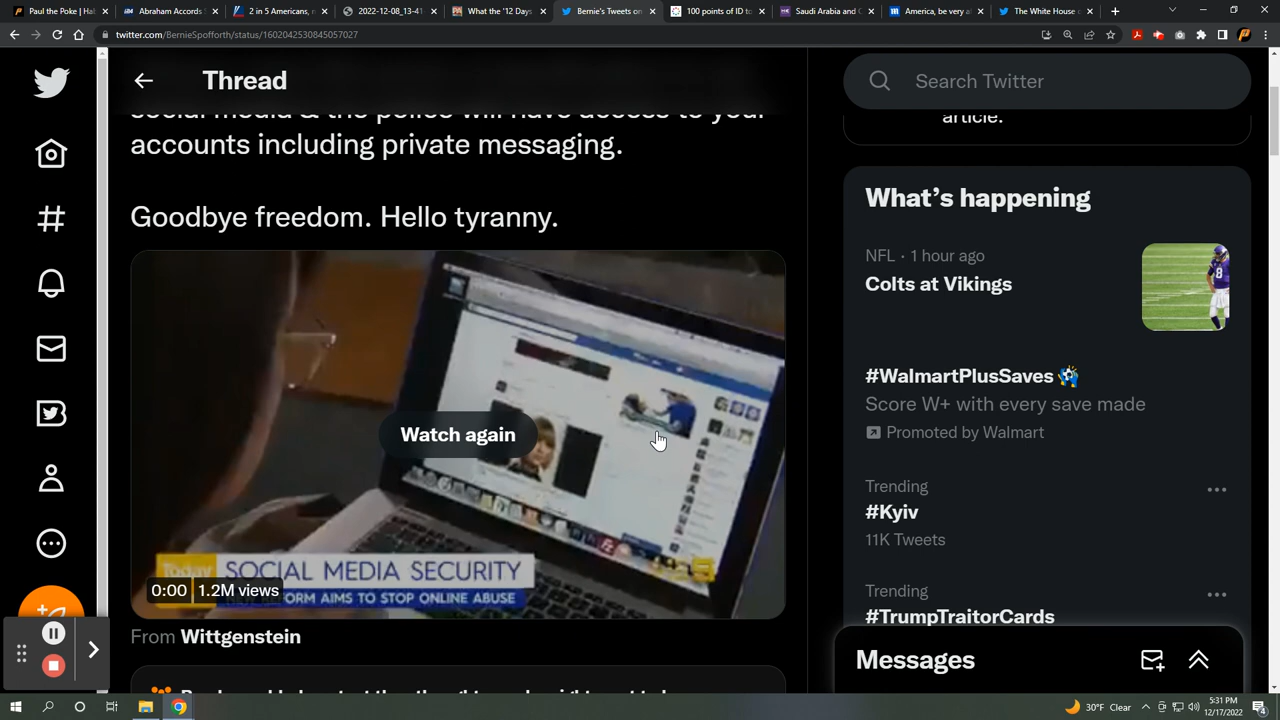 Paul the Poke | Hab
Abraham Accords S
2 in 5 Americans, r
2022-12-08_13-41
What the '12 Days
Bernie's Tweets on
100 points of ID to
Saudi Arabia and C
America, be very a
The White House o
twitter.com/BernieSpofforth/status/1602042530845057027
Thread
Search Twitter
social media & the police will have access to your
accounts including private messaging.
Goodbye freedom. Hello tyranny.
Watch again
Today
SOCIAL MEDIA SECURITY
FORM AIMS TO STOP ONLINE ABUSE
0:00
1.2M views
From Wittgenstein
article.
What's happening
NFL · 1 hour ago
Colts at Vikings
#WalmartPlusSaves
Score W+ with every save made
Promoted by Walmart
Trending
#Kyiv
11K Tweets
Trending
#TrumpTraitorCards
Messages
30°F Clear
5:31 PM
12/17/2022